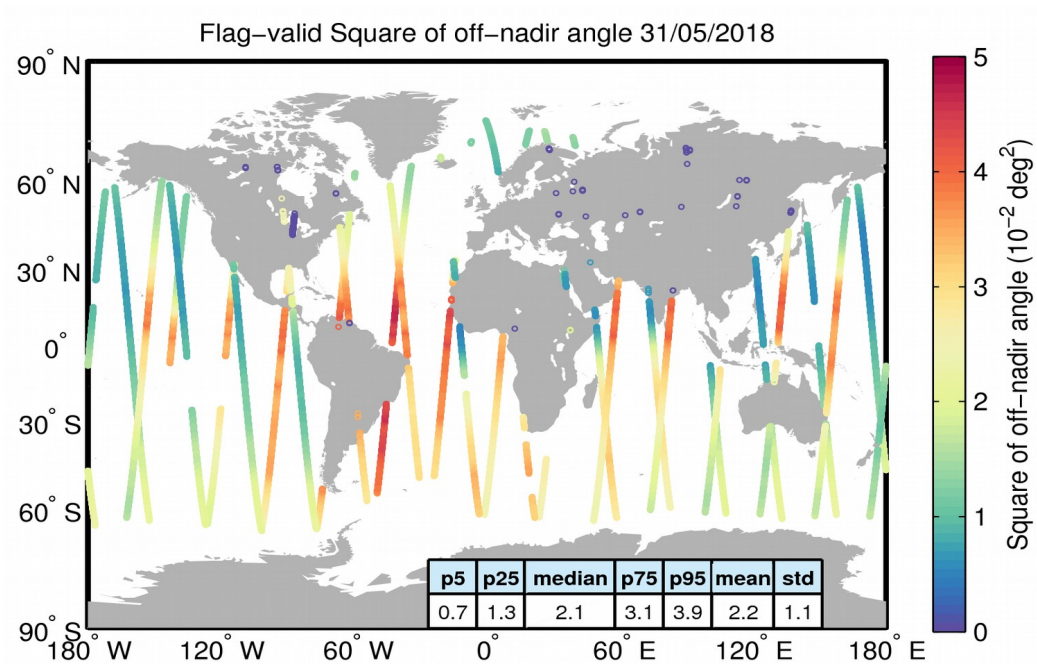 Flag−valid Square of off−nadir angle 31/05/2018
90° N
60° N
30° N
0°
30° S
60° S
90° S
180° W
120° W
60° W
0°
60° E
120° E
180° E
p5 p25 median p75 p95 mean std
0.7 1.3 2.1 3.1 3.9 2.2 1.1
5
4
3
2
1
0
Square of off−nadir angle (10⁻² deg²)